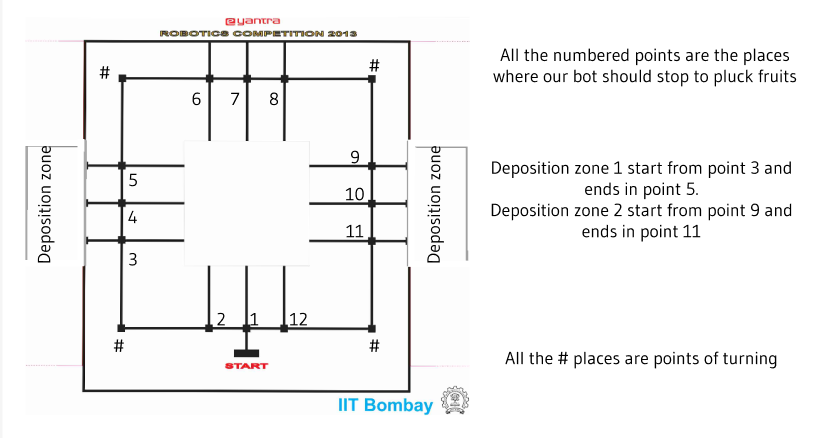 eyantra
ROBOTICS COMPETITION 2013
# #
6 7 8
All the numbered points are the places
where our bot should stop to pluck fruits
Deposition zone
5
4
3
9
10
11
Deposition zone
Deposition zone 1 start from point 3 and
ends in point 5.
Deposition zone 2 start from point 9 and
ends in point 11
2 1 12
# #
START
All the # places are points of turning
IIT Bombay